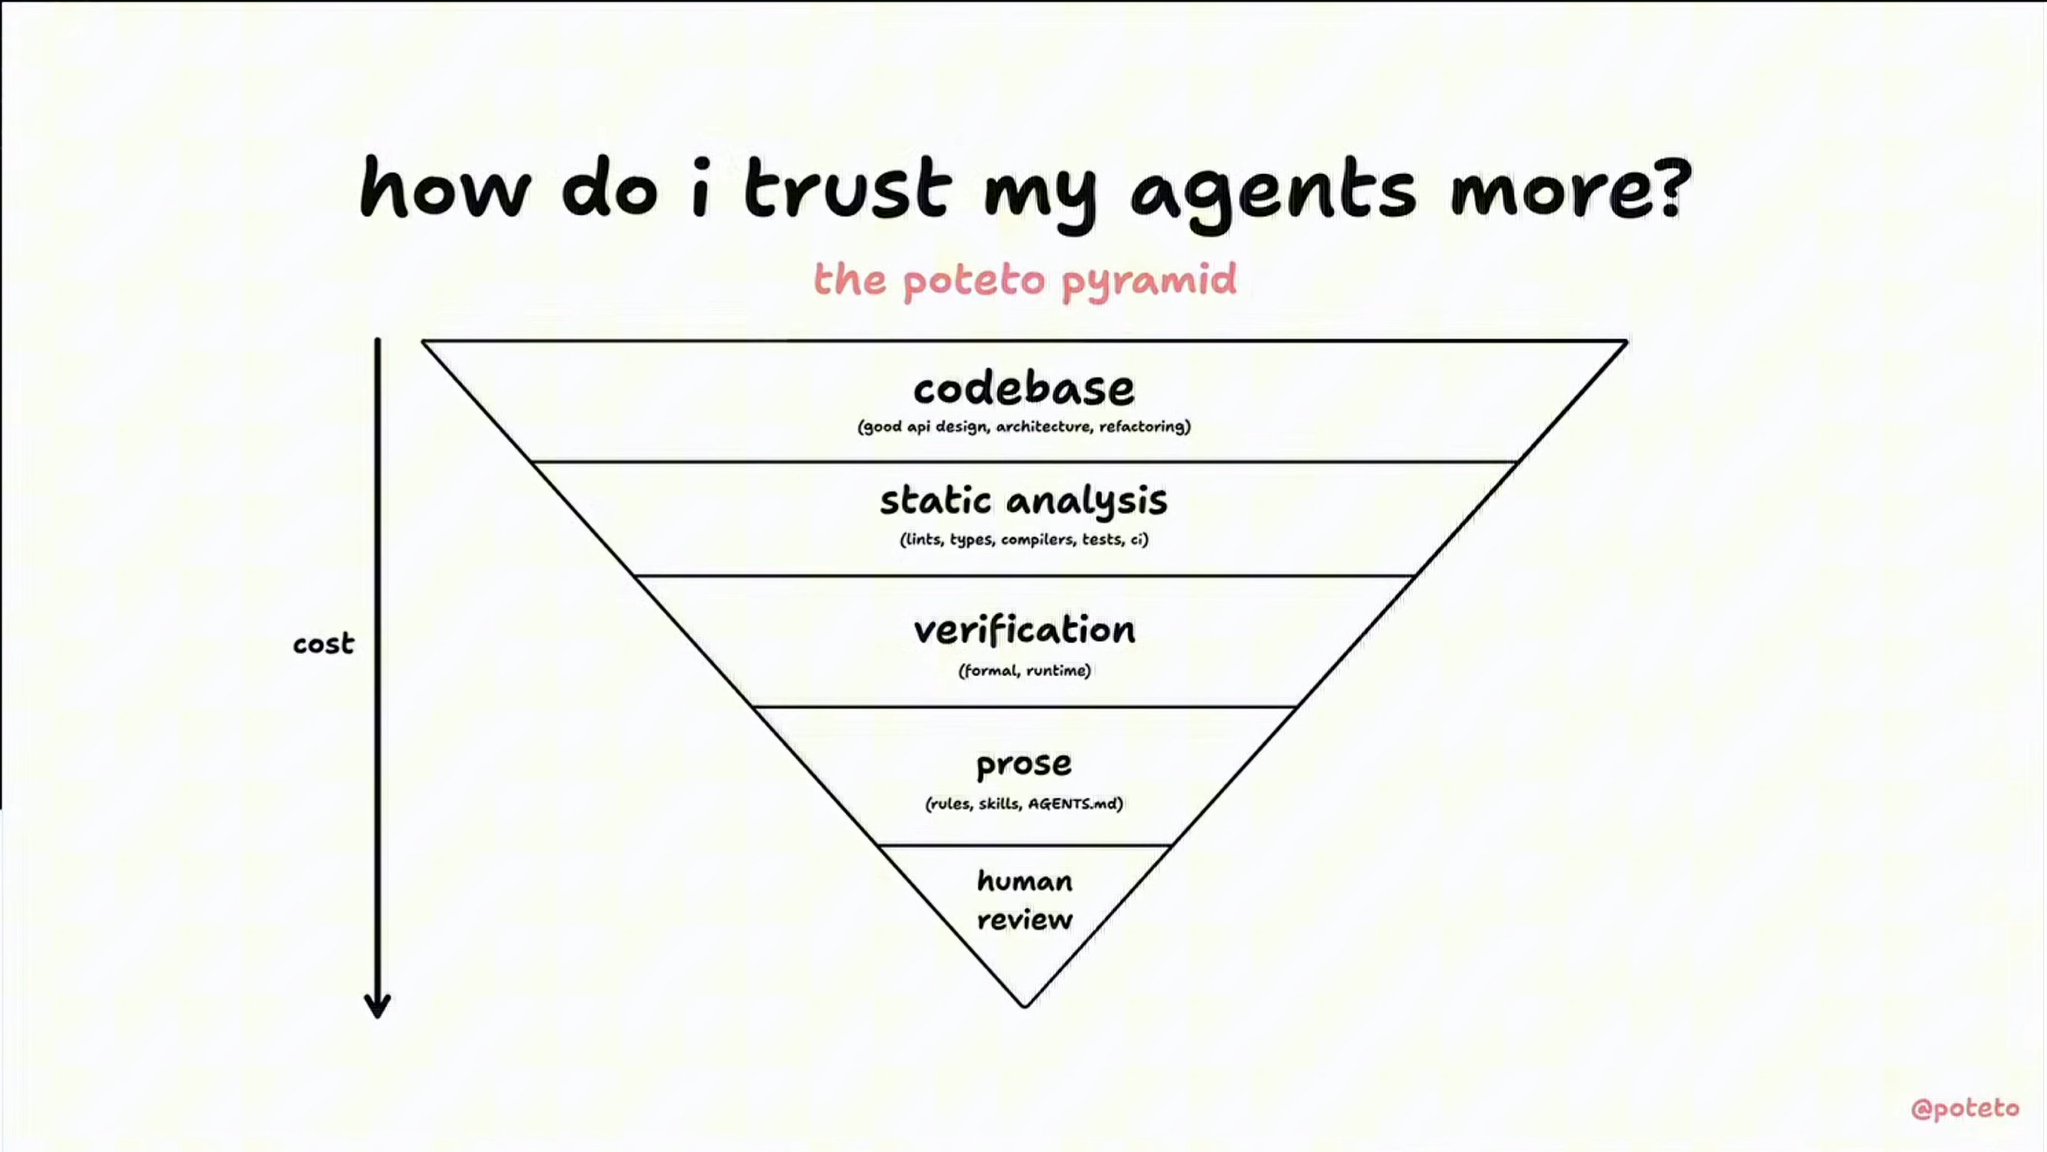 how do i trust my agents more?
the poteto pyramid
codebase
(good api design, architecture, refactoring)
static analysis
(lints, types, compilers, tests, ci)
verification
(formal, runtime)
cost
prose
(rules, skills, AGENTS.md)
human
review
@poteto